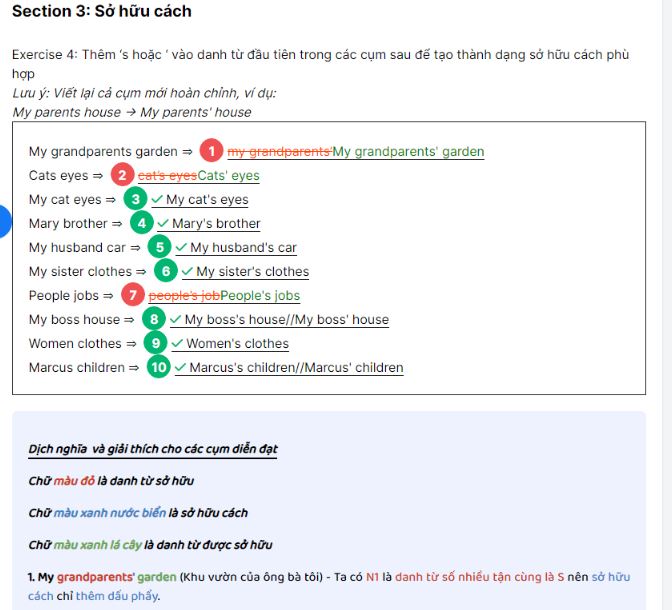 Section 3: Sở hữu cách
Exercise 4: Thêm ‘s hoặc ‘ vào danh từ đầu tiên trong các cụm sau để tạo thành dạng sở hữu cách phù
hợp
Lưu ý: Viết lại cả cụm mới hoàn chỉnh, ví dụ:
My parents house → My parents' house
My grandparents garden ⇒ 1 my grandparents'My grandparents' garden
Cats eyes ⇒ 2 cat's eyesCats' eyes
My cat eyes ⇒ 3 ✓ My cat's eyes
Mary brother ⇒ 4 ✓ Mary's brother
My husband car ⇒ 5 ✓ My husband's car
My sister clothes ⇒ 6 ✓ My sister's clothes
People jobs ⇒ 7 people's jobPeople's jobs
My boss house ⇒ 8 ✓ My boss's house//My boss' house
Women clothes ⇒ 9 ✓ Women's clothes
Marcus children ⇒ 10 ✓ Marcus's children//Marcus' children
Dịch nghĩa và giải thích cho các cụm diễn đạt
Chữ màu đỏ là danh từ sở hữu
Chữ màu xanh nước biển là sở hữu cách
Chữ màu xanh lá cây là danh từ được sở hữu
1. My grandparents' garden (Khu vườn của ông bà tôi) - Ta có N1 là danh từ số nhiều tận cùng là S nên sở hữu
cách chỉ thêm dấu phẩy.